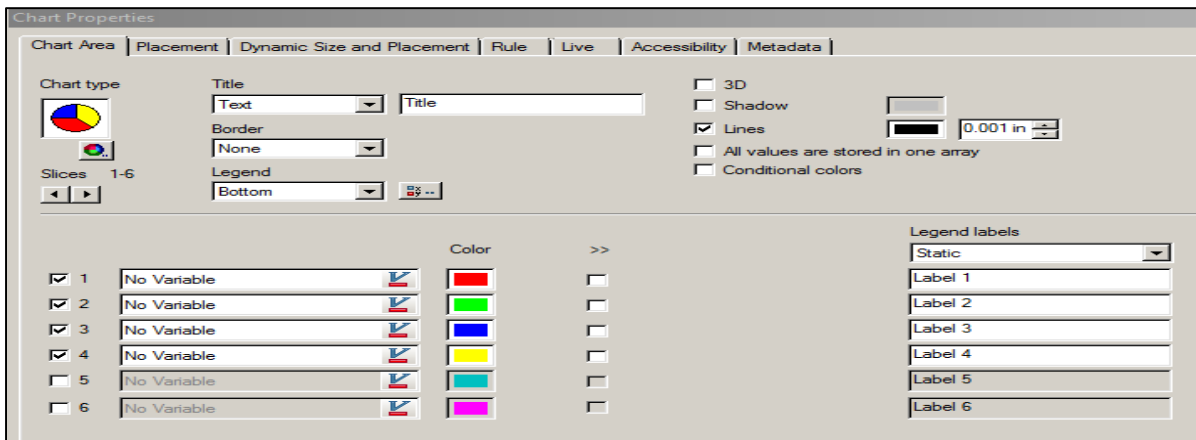 Chart Properties
Chart Area Placement Dynamic Size and Placement Rule Live Accessibility Metadata
Chart type Title 3D
Text Title Shadow
Border Lines 0.001 in
None All values are stored in one array
Slices 1-6 Legend Conditional colors
Bottom
Legend labels
Color >> Static
1 No Variable Label 1
2 No Variable Label 2
3 No Variable Label 3
4 No Variable Label 4
5 No Variable Label 5
6 No Variable Label 6